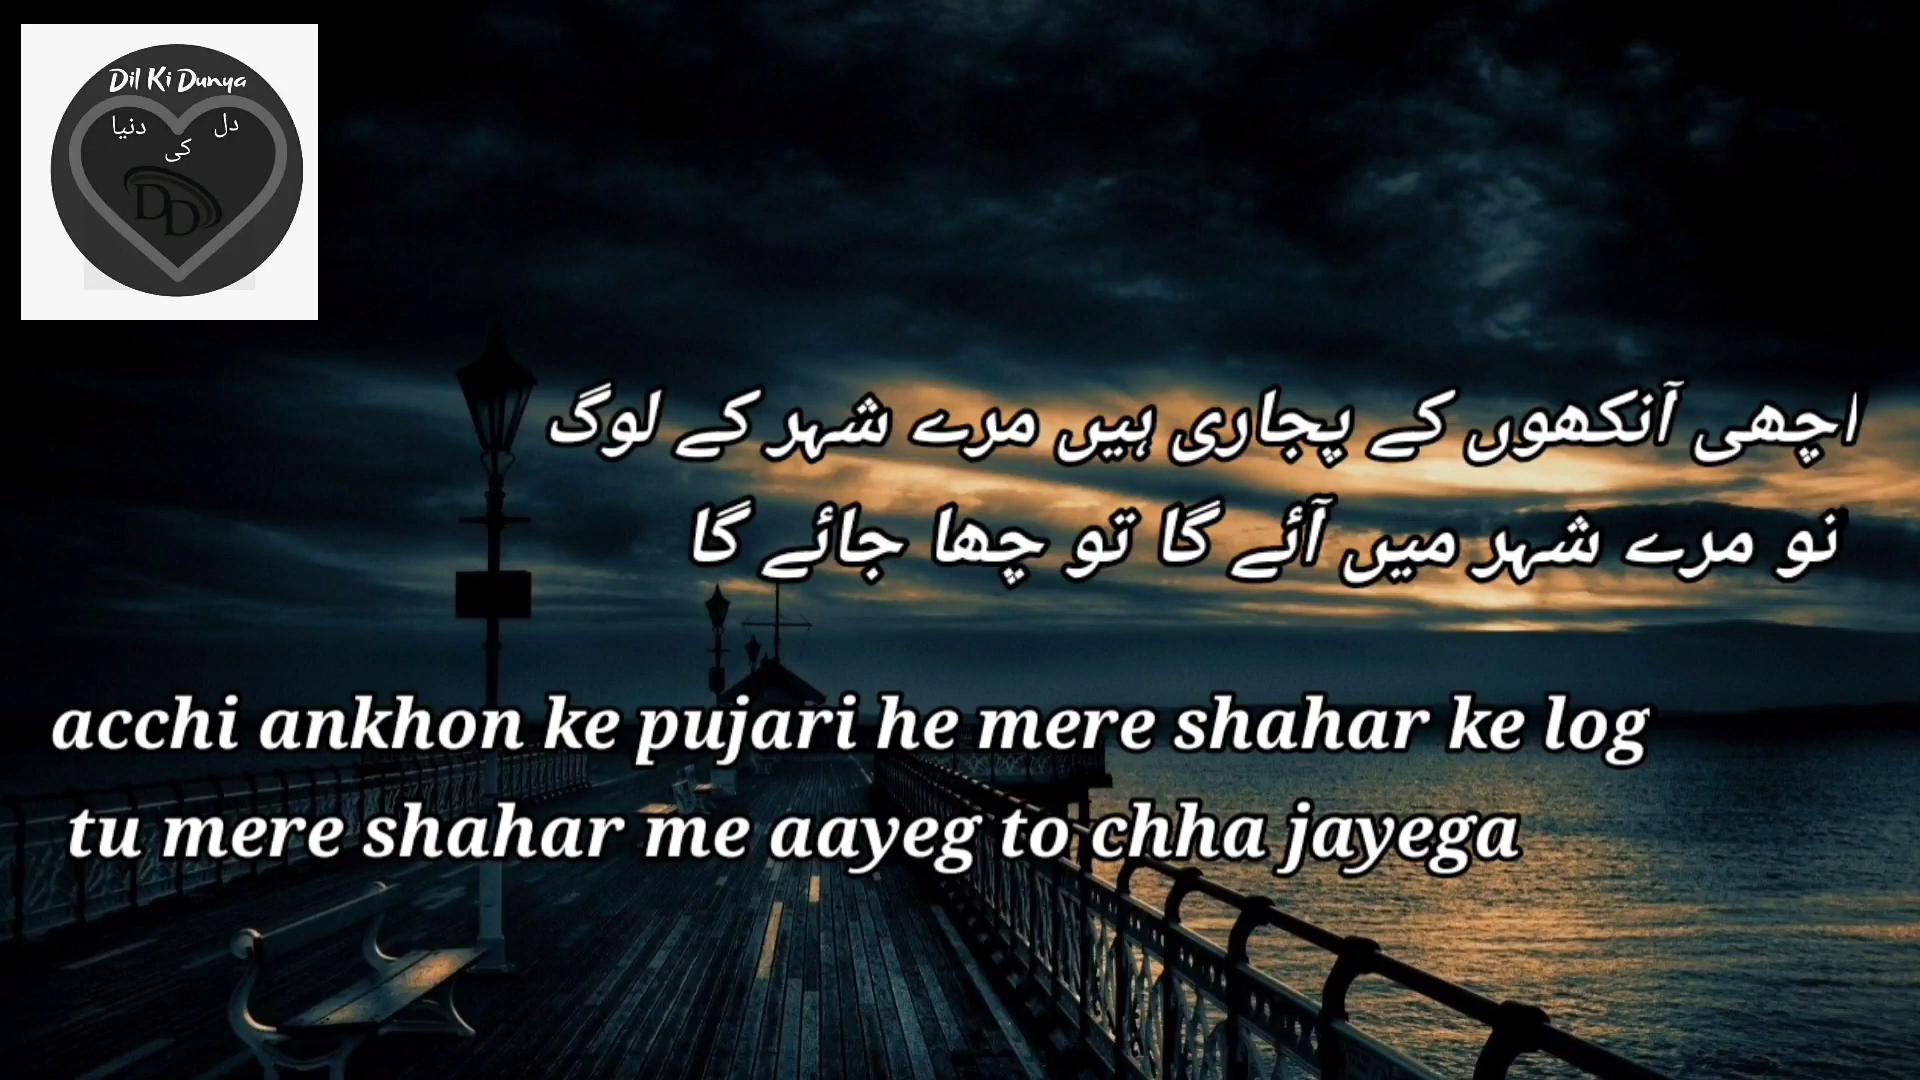 Dil Ki Dunya
دل کی دنیا
DD
اچھی آنکھوں کے پجاری ہیں مرے شہر کے لوگ
نو مرے شہر میں آئے گا تو چھا جائے گا
acchi ankhon ke pujari he mere shahar ke log
tu mere shahar me aayeg to chha jayega